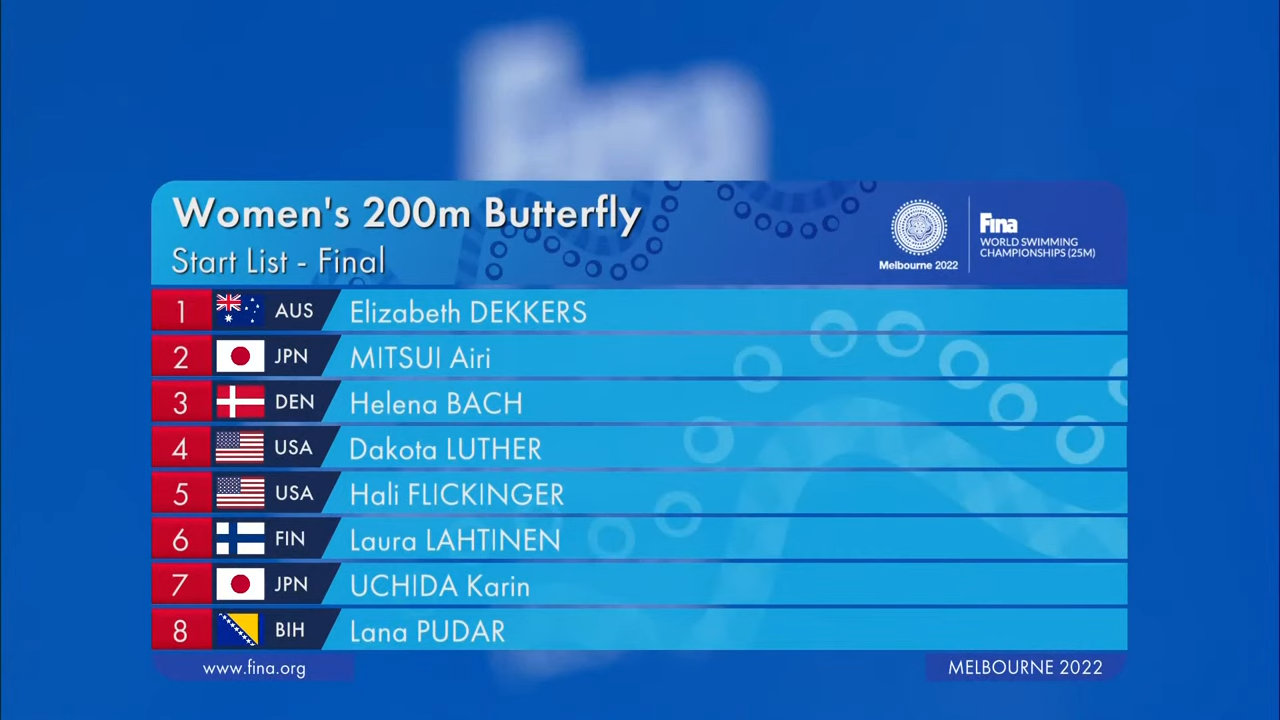 Women's 200m Butterfly
Start List - Final
Melbourne 2022
Fina
WORLD SWIMMING
CHAMPIONSHIPS (25M)
1 AUS Elizabeth DEKKERS
2 JPN MITSUI Airi
3 DEN Helena BACH
4 USA Dakota LUTHER
5 USA Hali FLICKINGER
6 FIN Laura LAHTINEN
7 JPN UCHIDA Karin
8 BIH Lana PUDAR
www.fina.org MELBOURNE 2022